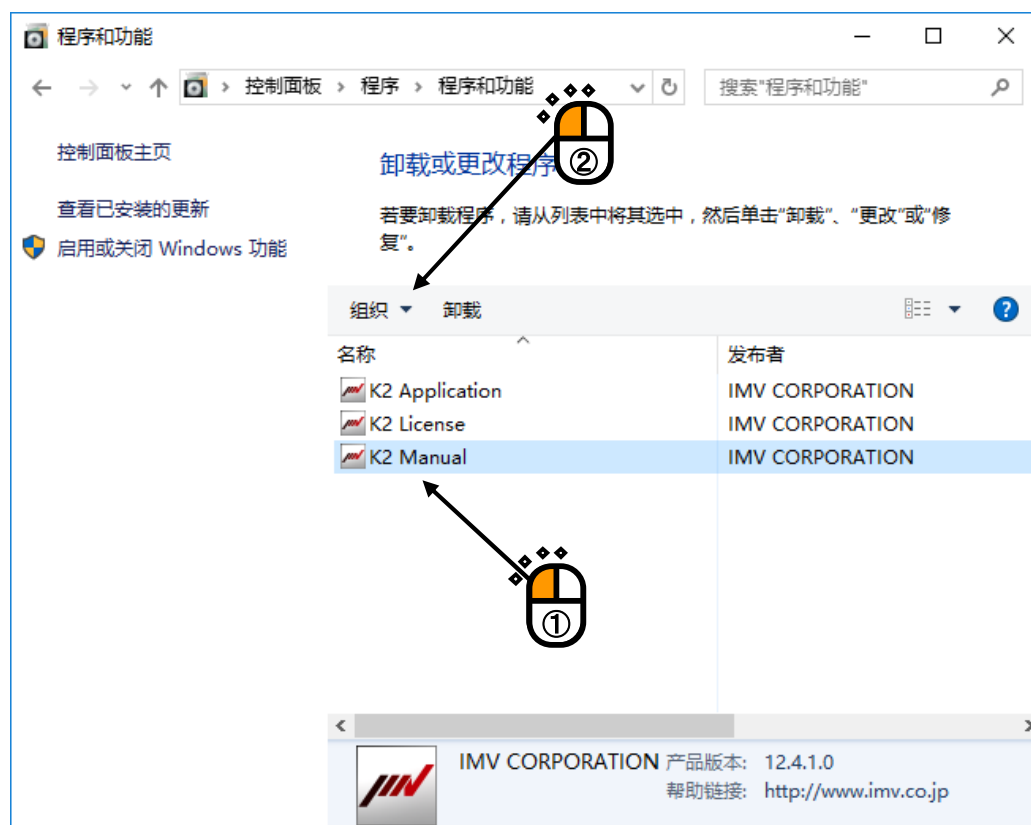 程序和功能
控制面板 › 程序 › 程序和功能
搜索"程序和功能"
控制面板主页
查看已安装的更新
启用或关闭 Windows 功能
卸载或更改程序
②
若要卸载程序，请从列表中将其选中，然后单击“卸载”、“更改”或“修
复”。
组织 卸载
?
名称 发布者
K2 Application IMV CORPORATION
K2 License IMV CORPORATION
K2 Manual IMV CORPORATION
①
IMV CORPORATION 产品版本: 12.4.1.0
帮助链接: http://www.imv.co.jp